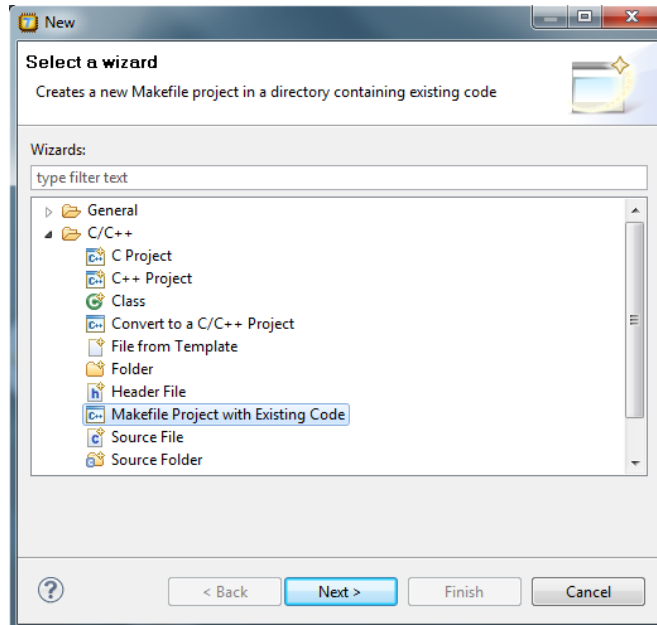 New
Select a wizard
Creates a new Makefile project in a directory containing existing code
Wizards:
type filter text
General
C/C++
C Project
C++ Project
Class
Convert to a C/C++ Project
File from Template
Folder
Header File
Makefile Project with Existing Code
Source File
Source Folder
< Back Next > Finish Cancel